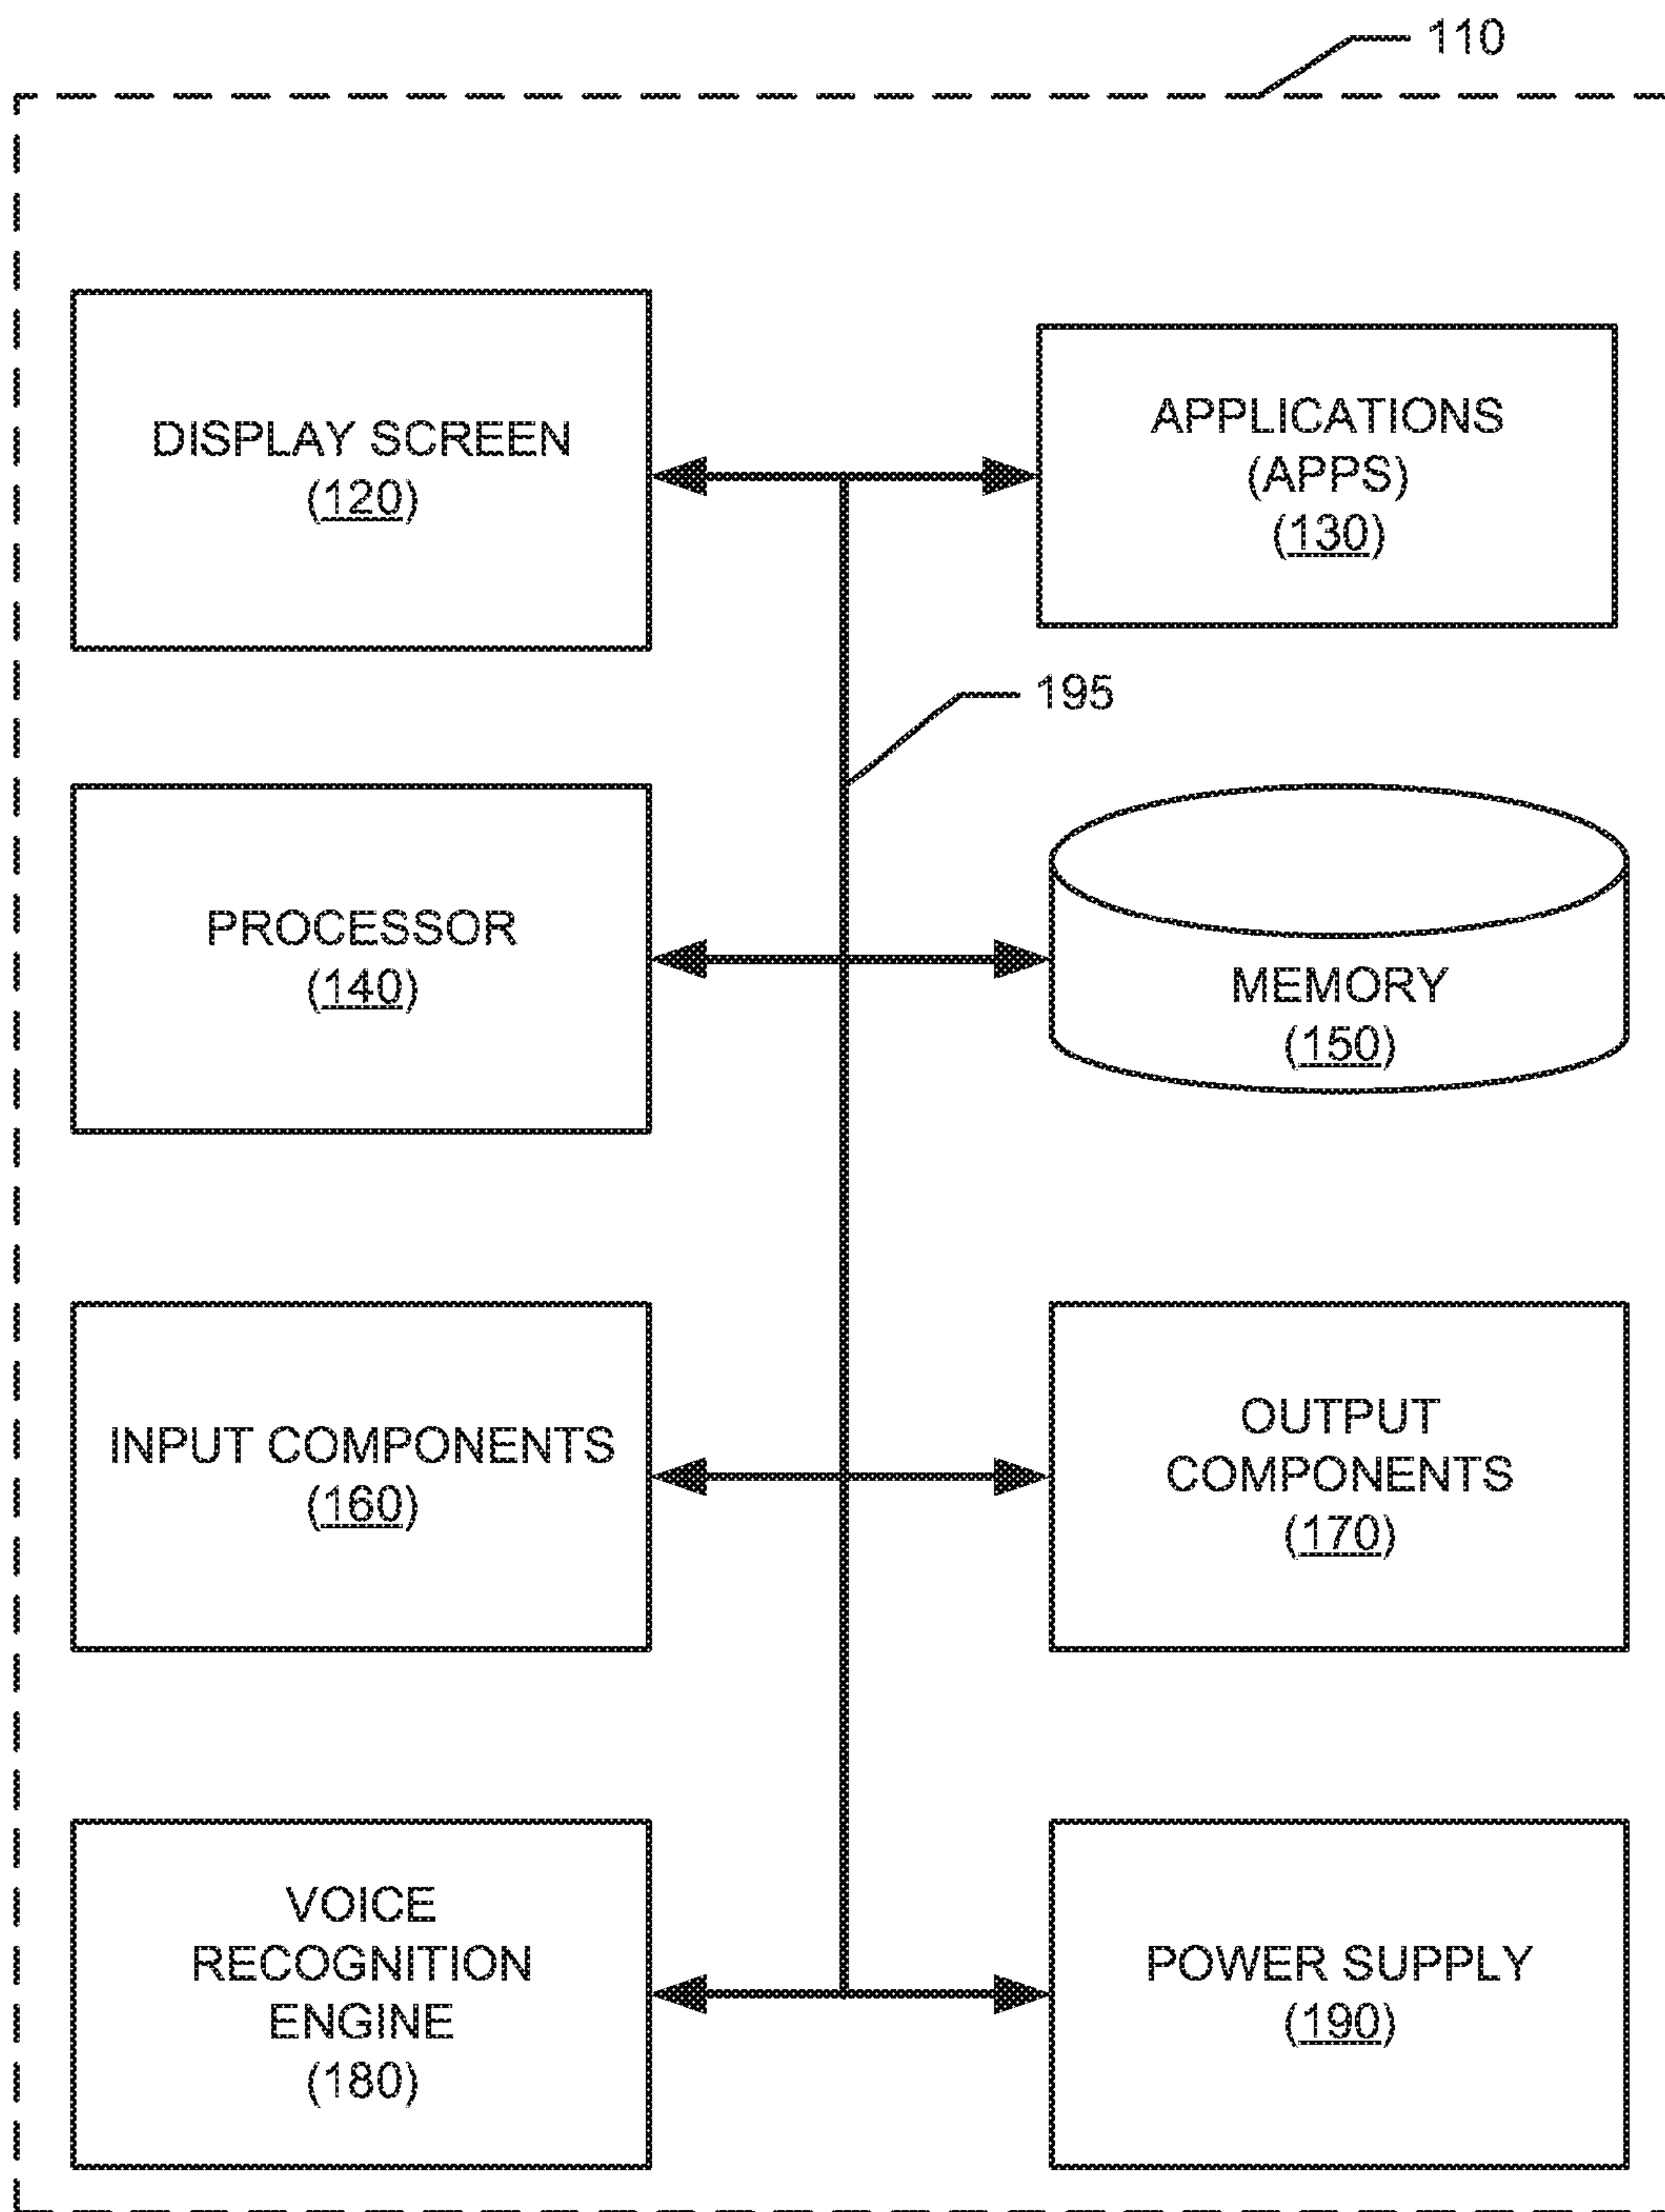 110
DISPLAY SCREEN
(120)
APPLICATIONS
(APPS)
(130)
195
PROCESSOR
(140)
MEMORY
(150)
INPUT COMPONENTS
(160)
OUTPUT
COMPONENTS
(170)
VOICE
RECOGNITION
ENGINE
(180)
POWER SUPPLY
(190)